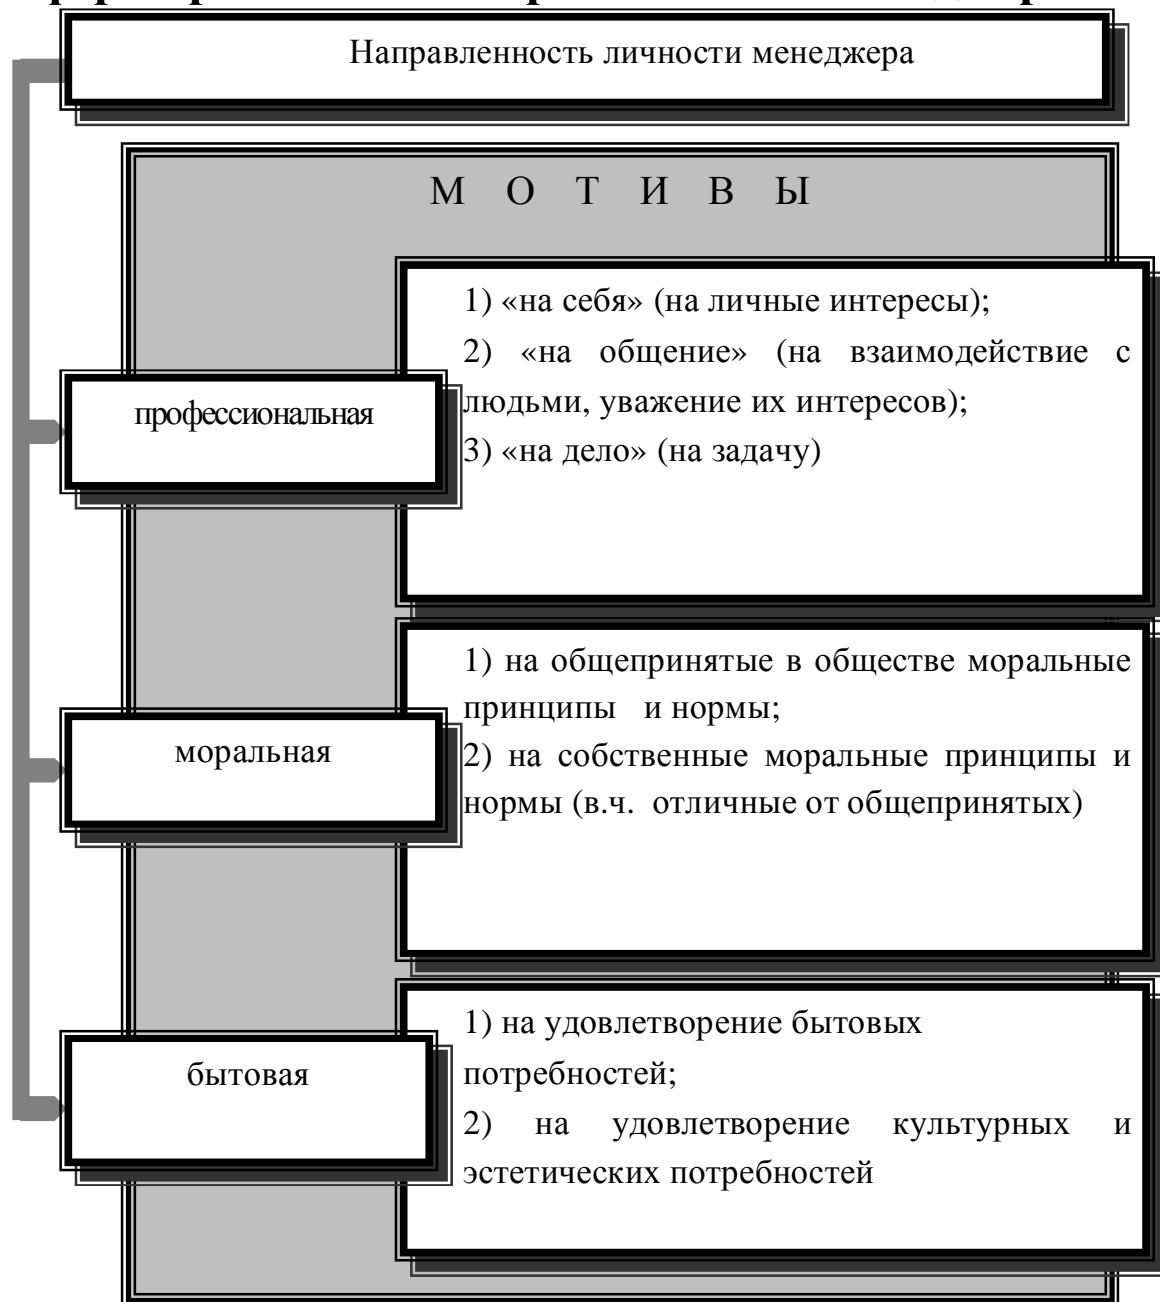 Направленность личности менеджера
М О Т И В Ы
1) «на себя» (на личные интересы);
2) «на общение» (на взаимодействие с
людьми, уважение их интересов);
3) «на дело» (на задачу)
профессиональная
1) на общепринятые в обществе моральные
принципы и нормы;
2) на собственные моральные принципы и
нормы (в.ч. отличные от общепринятых)
моральная
1) на удовлетворение бытовых
потребностей;
2) на удовлетворение культурных и
эстетических потребностей
бытовая